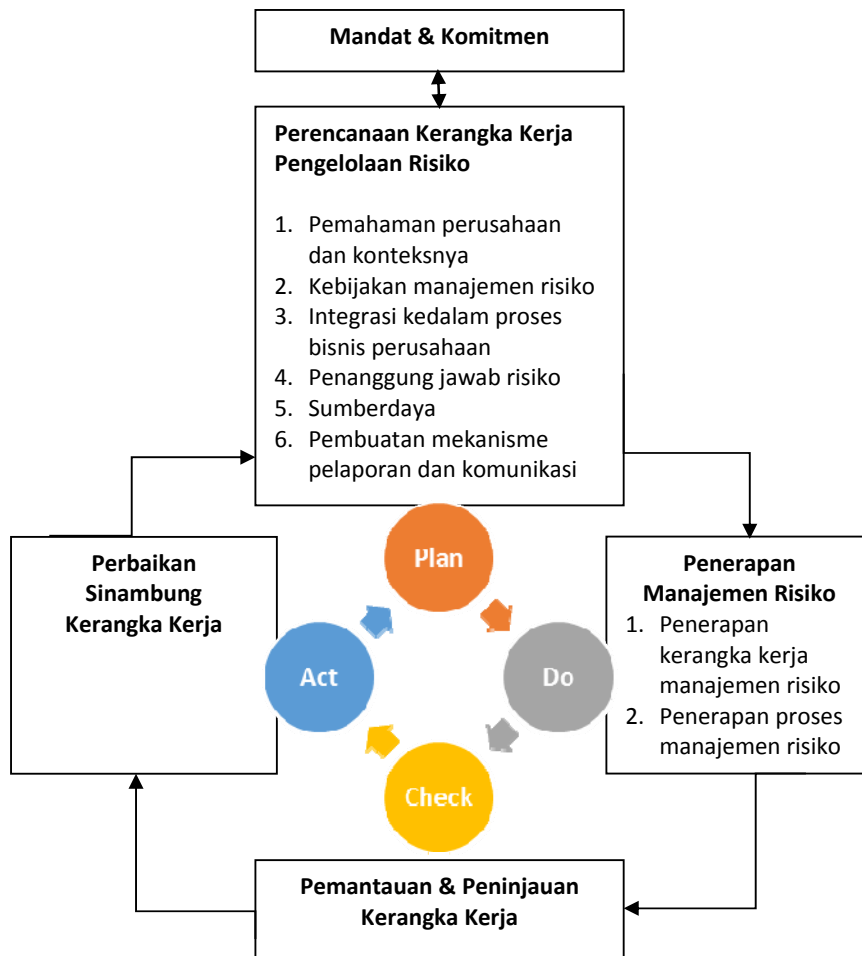 Mandat & Komitmen
Perencanaan Kerangka Kerja
Pengelolaan Risiko
1. Pemahaman perusahaan
dan konteksnya
2. Kebijakan manajemen risiko
3. Integrasi kedalam proses
bisnis perusahaan
4. Penanggung jawab risiko
5. Sumberdaya
6. Pembuatan mekanisme
pelaporan dan komunikasi
Plan
Perbaikan
Sinambung
Kerangka Kerja
Act
Do
Penerapan
Manajemen Risiko
1. Penerapan
kerangka kerja
manajemen risiko
2. Penerapan proses
manajemen risiko
Check
Pemantauan & Peninjauan
Kerangka Kerja